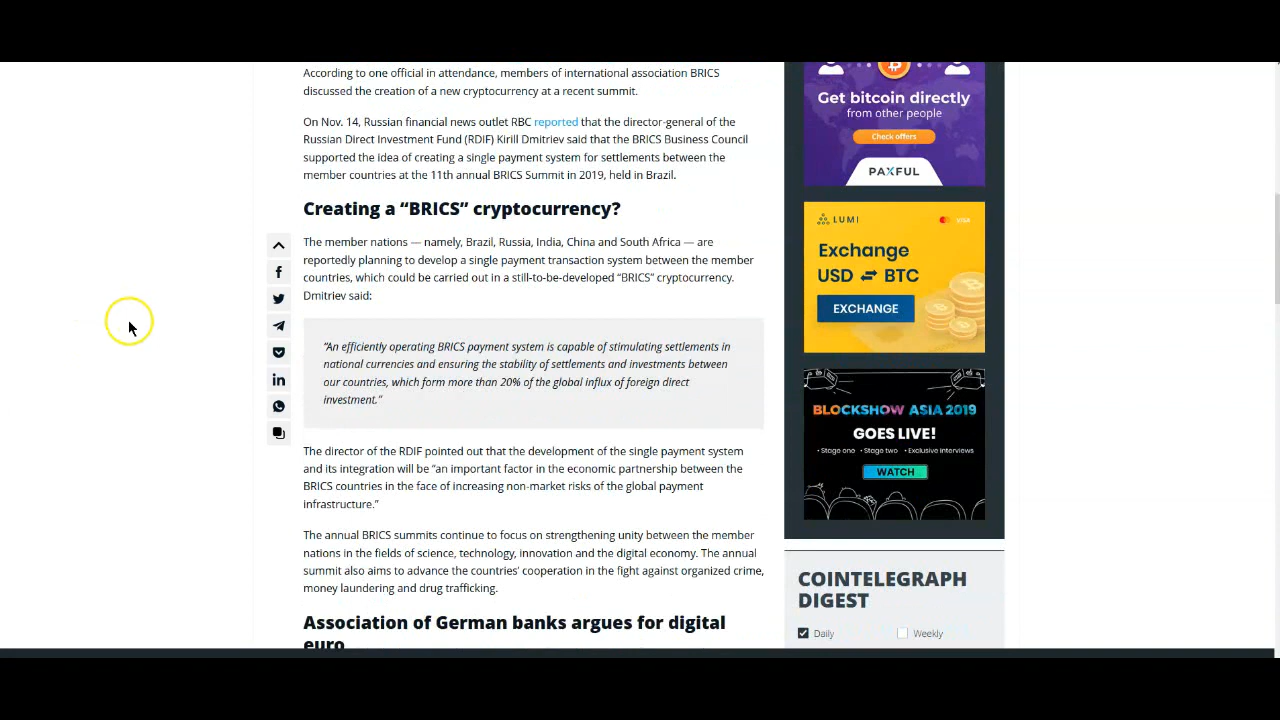 According to one official in attendance, members of international association BRICS
discussed the creation of a new cryptocurrency at a recent summit.
On Nov. 14, Russian financial news outlet RBC reported that the director-general of the
Russian Direct Investment Fund (RDIF) Kirill Dmitriev said that the BRICS Business Council
supported the idea of creating a single payment system for settlements between the
member countries at the 11th annual BRICS Summit in 2019, held in Brazil.
Creating a “BRICS” cryptocurrency?
The member nations — namely, Brazil, Russia, India, China and South Africa — are
reportedly planning to develop a single payment transaction system between the member
countries, which could be carried out in a still-to-be-developed “BRICS” cryptocurrency.
Dmitriev said:
“An efficiently operating BRICS payment system is capable of stimulating settlements in
national currencies and ensuring the stability of settlements and investments between
our countries, which form more than 20% of the global influx of foreign direct
investment.”
The director of the RDIF pointed out that the development of the single payment system
and its integration will be “an important factor in the economic partnership between the
BRICS countries in the face of increasing non-market risks of the global payment
infrastructure.”
The annual BRICS summits continue to focus on strengthening unity between the member
nations in the fields of science, technology, innovation and the digital economy. The annual
summit also aims to advance the countries’ cooperation in the fight against organized crime,
money laundering and drug trafficking.
Association of German banks argues for digital
euro
Get bitcoin directly
from other people
Check offers
PAXFUL
LUMI
VISA
Exchange
USD BTC
EXCHANGE
BLOCKSHOW ASIA 2019
GOES LIVE!
• Stage one • Stage two • Exclusive interviews
WATCH
COINTELEGRAPH
DIGEST
Daily Weekly